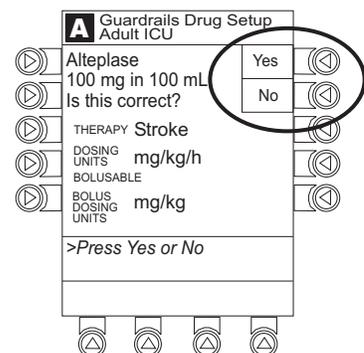 A Guardrails Drug Setup
Adult ICU
Alteplase
100 mg in 100 mL
Is this correct?
Yes
No
THERAPY Stroke
DOSING UNITS mg/kg/h
BOLUSABLE
BOLUS DOSING UNITS mg/kg
>Press Yes or No